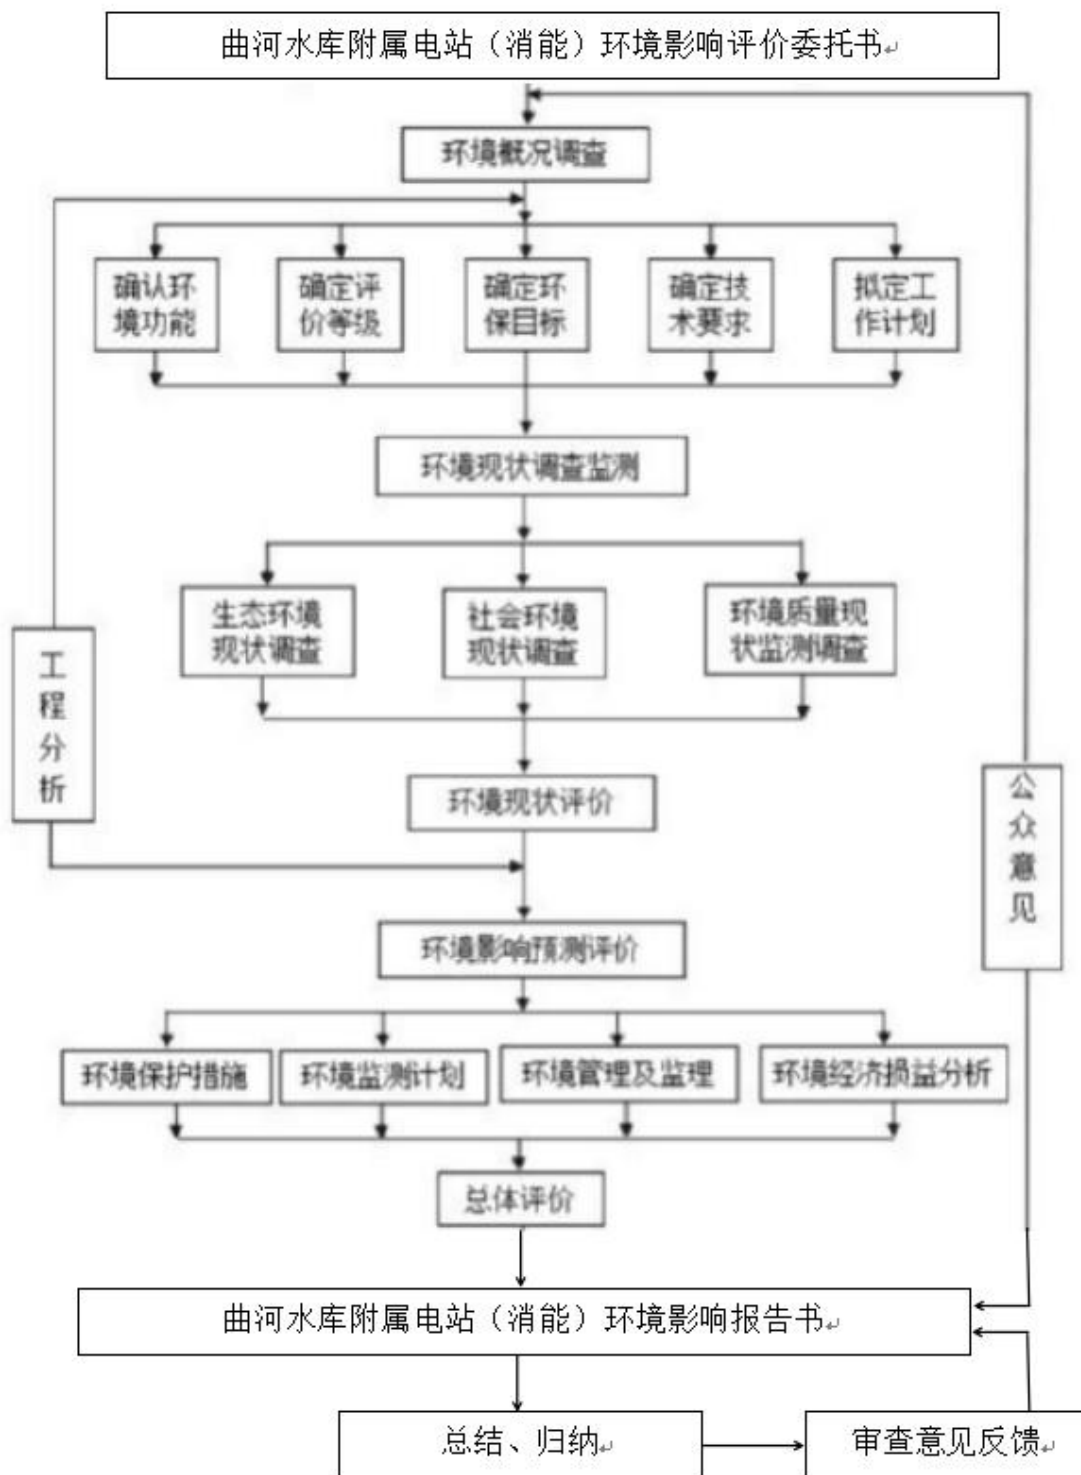 曲河水库附属电站（消能）环境影响评价委托书
环境概况调查
确认环
境功能
确定评
价等级
确定环
保目标
确定技
术要求
拟定工
作计划
环境现状调查监测
生态环境
现状调查
社会环境
现状调查
环境质量现
状监测调查
工
程
分
析
环境现状评价
公
众
意
见
环境影响预测评价
环境保护措施
环境监测计划
环境管理及监理
环境经济损益分析
总体评价
曲河水库附属电站（消能）环境影响报告书
总结、归纳
审查意见反馈